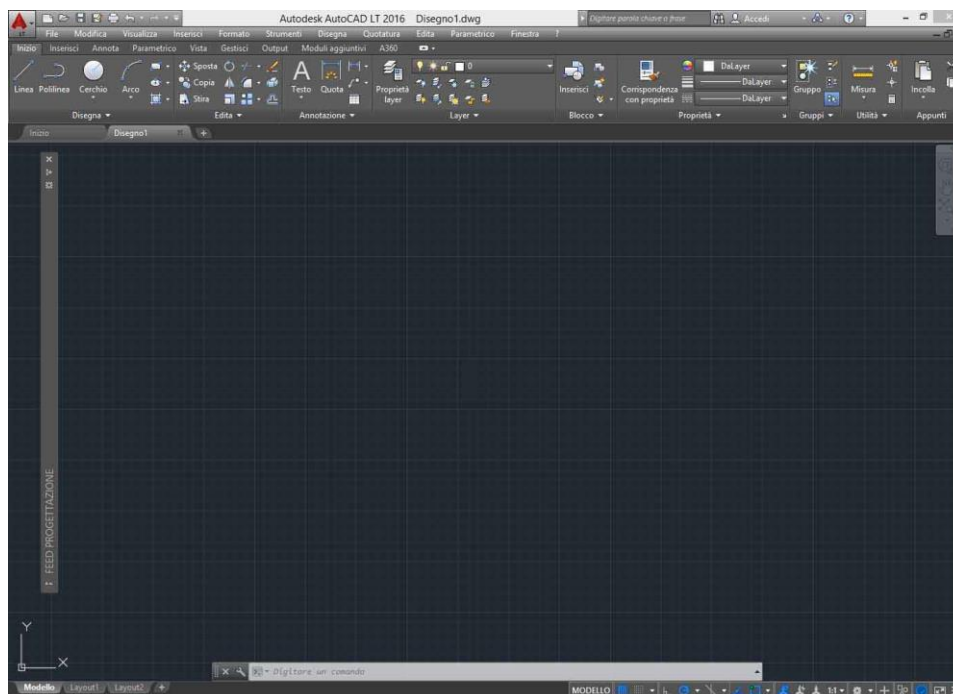 Autodesk AutoCAD LT 2016 Disegno1.dwg Digitare parola chiave o frase Accedi
LT File Modifica Visualizza Inserisci Formato Strumenti Disegna Quotatura Edita Parametrico Finestra ?
Inizio Inserisci Annota Parametrico Vista Gestisci Output Moduli aggiuntivi A360
Linea Polilinea Cerchio Arco Sposta Copia Stira Testo Quota Proprietà layer 0 Inserisci Corrispondenza con proprietà DaLayer DaLayer DaLayer Gruppo Misura Incolla
Disegna Edita Annotazione Layer Blocco Proprietà Gruppi Utilità Appunti
Inizio Disegno1
FEED PROGETTAZIONE
Y
X
Digitare un comando
Modello Layout1 Layout2 + MODELLO 1:1